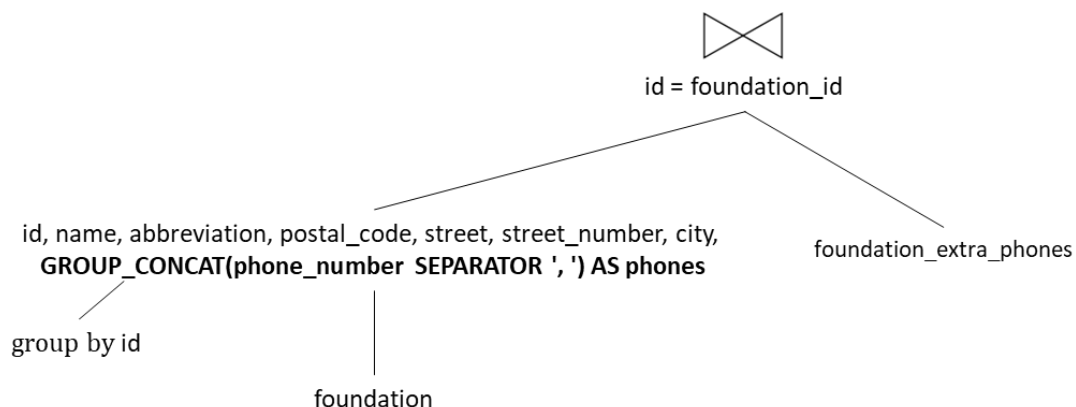 id = foundation_id
id, name, abbreviation, postal_code, street, street_number, city,
GROUP_CONCAT(phone_number SEPARATOR ', ') AS phones
foundation_extra_phones
group by id
foundation